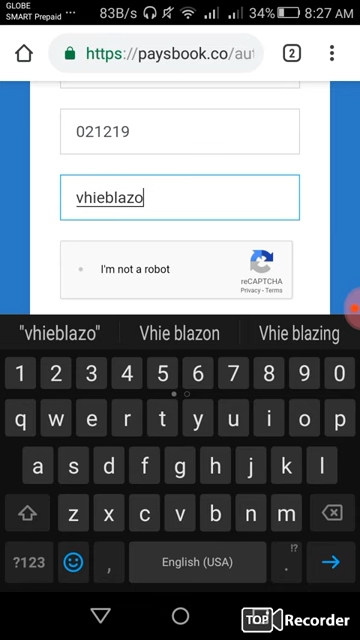 GLOBE
SMART Prepaid ... 83B/s 34% 8:27 AM
https://paysbook.co/aut 2
021219
vhieblazo
I'm not a robot
reCAPTCHA
Privacy - Terms
"vhieblazo" Vhie blazon Vhie blazing
1 2 3 4 5 6 7 8 9 0
q w e r t y u i o p
a s d f g h j k l
z x c v b n m
?123 , English (USA) !? .
TOP Recorder